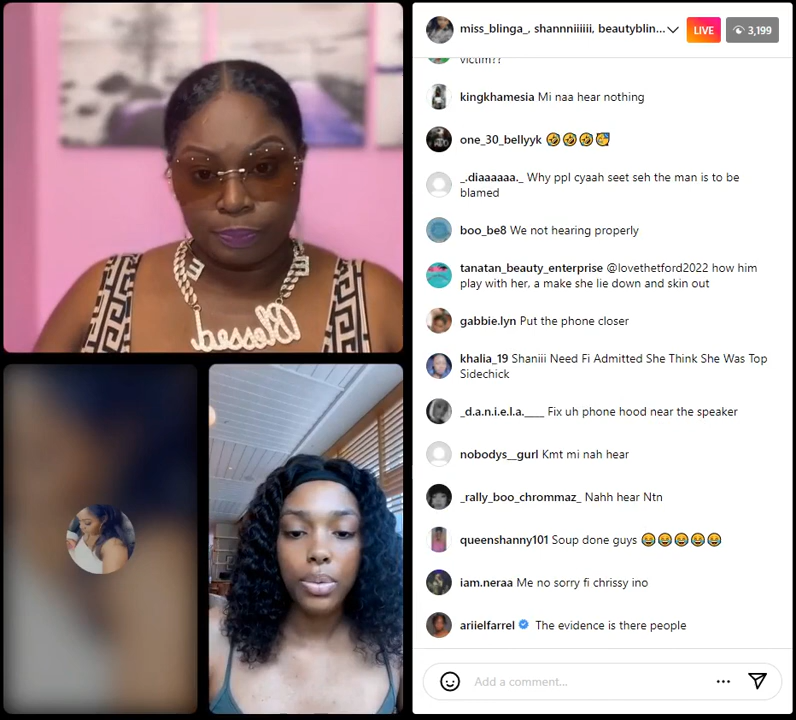 miss_blinga_, shannniiiiii, beautyblin...
LIVE
3,199
victim??
kingkhamesia Mi naa hear nothing
one_30_bellyyk 🤣🤣🤣🥳
_.diaaaaaa._ Why ppl cyaah seet seh the man is to be
blamed
boo_be8 We not hearing properly
tanatan_beauty_enterprise @lovethetford2022 how him
play with her, a make she lie down and skin out
gabbie.lyn Put the phone closer
khalia_19 Shaniii Need Fi Admitted She Think She Was Top
Sidechick
_d.a.n.i.e.l.a.____ Fix uh phone hood near the speaker
nobodys__gurl Kmt mi nah hear
_rally_boo_chrommaz_ Nahh hear Ntn
queenshanny101 Soup done guys 😂😂😂😂😂
iam.neraa Me no sorry fi chrissy ino
ariielfarrel The evidence is there people
Add a comment...
Blessed